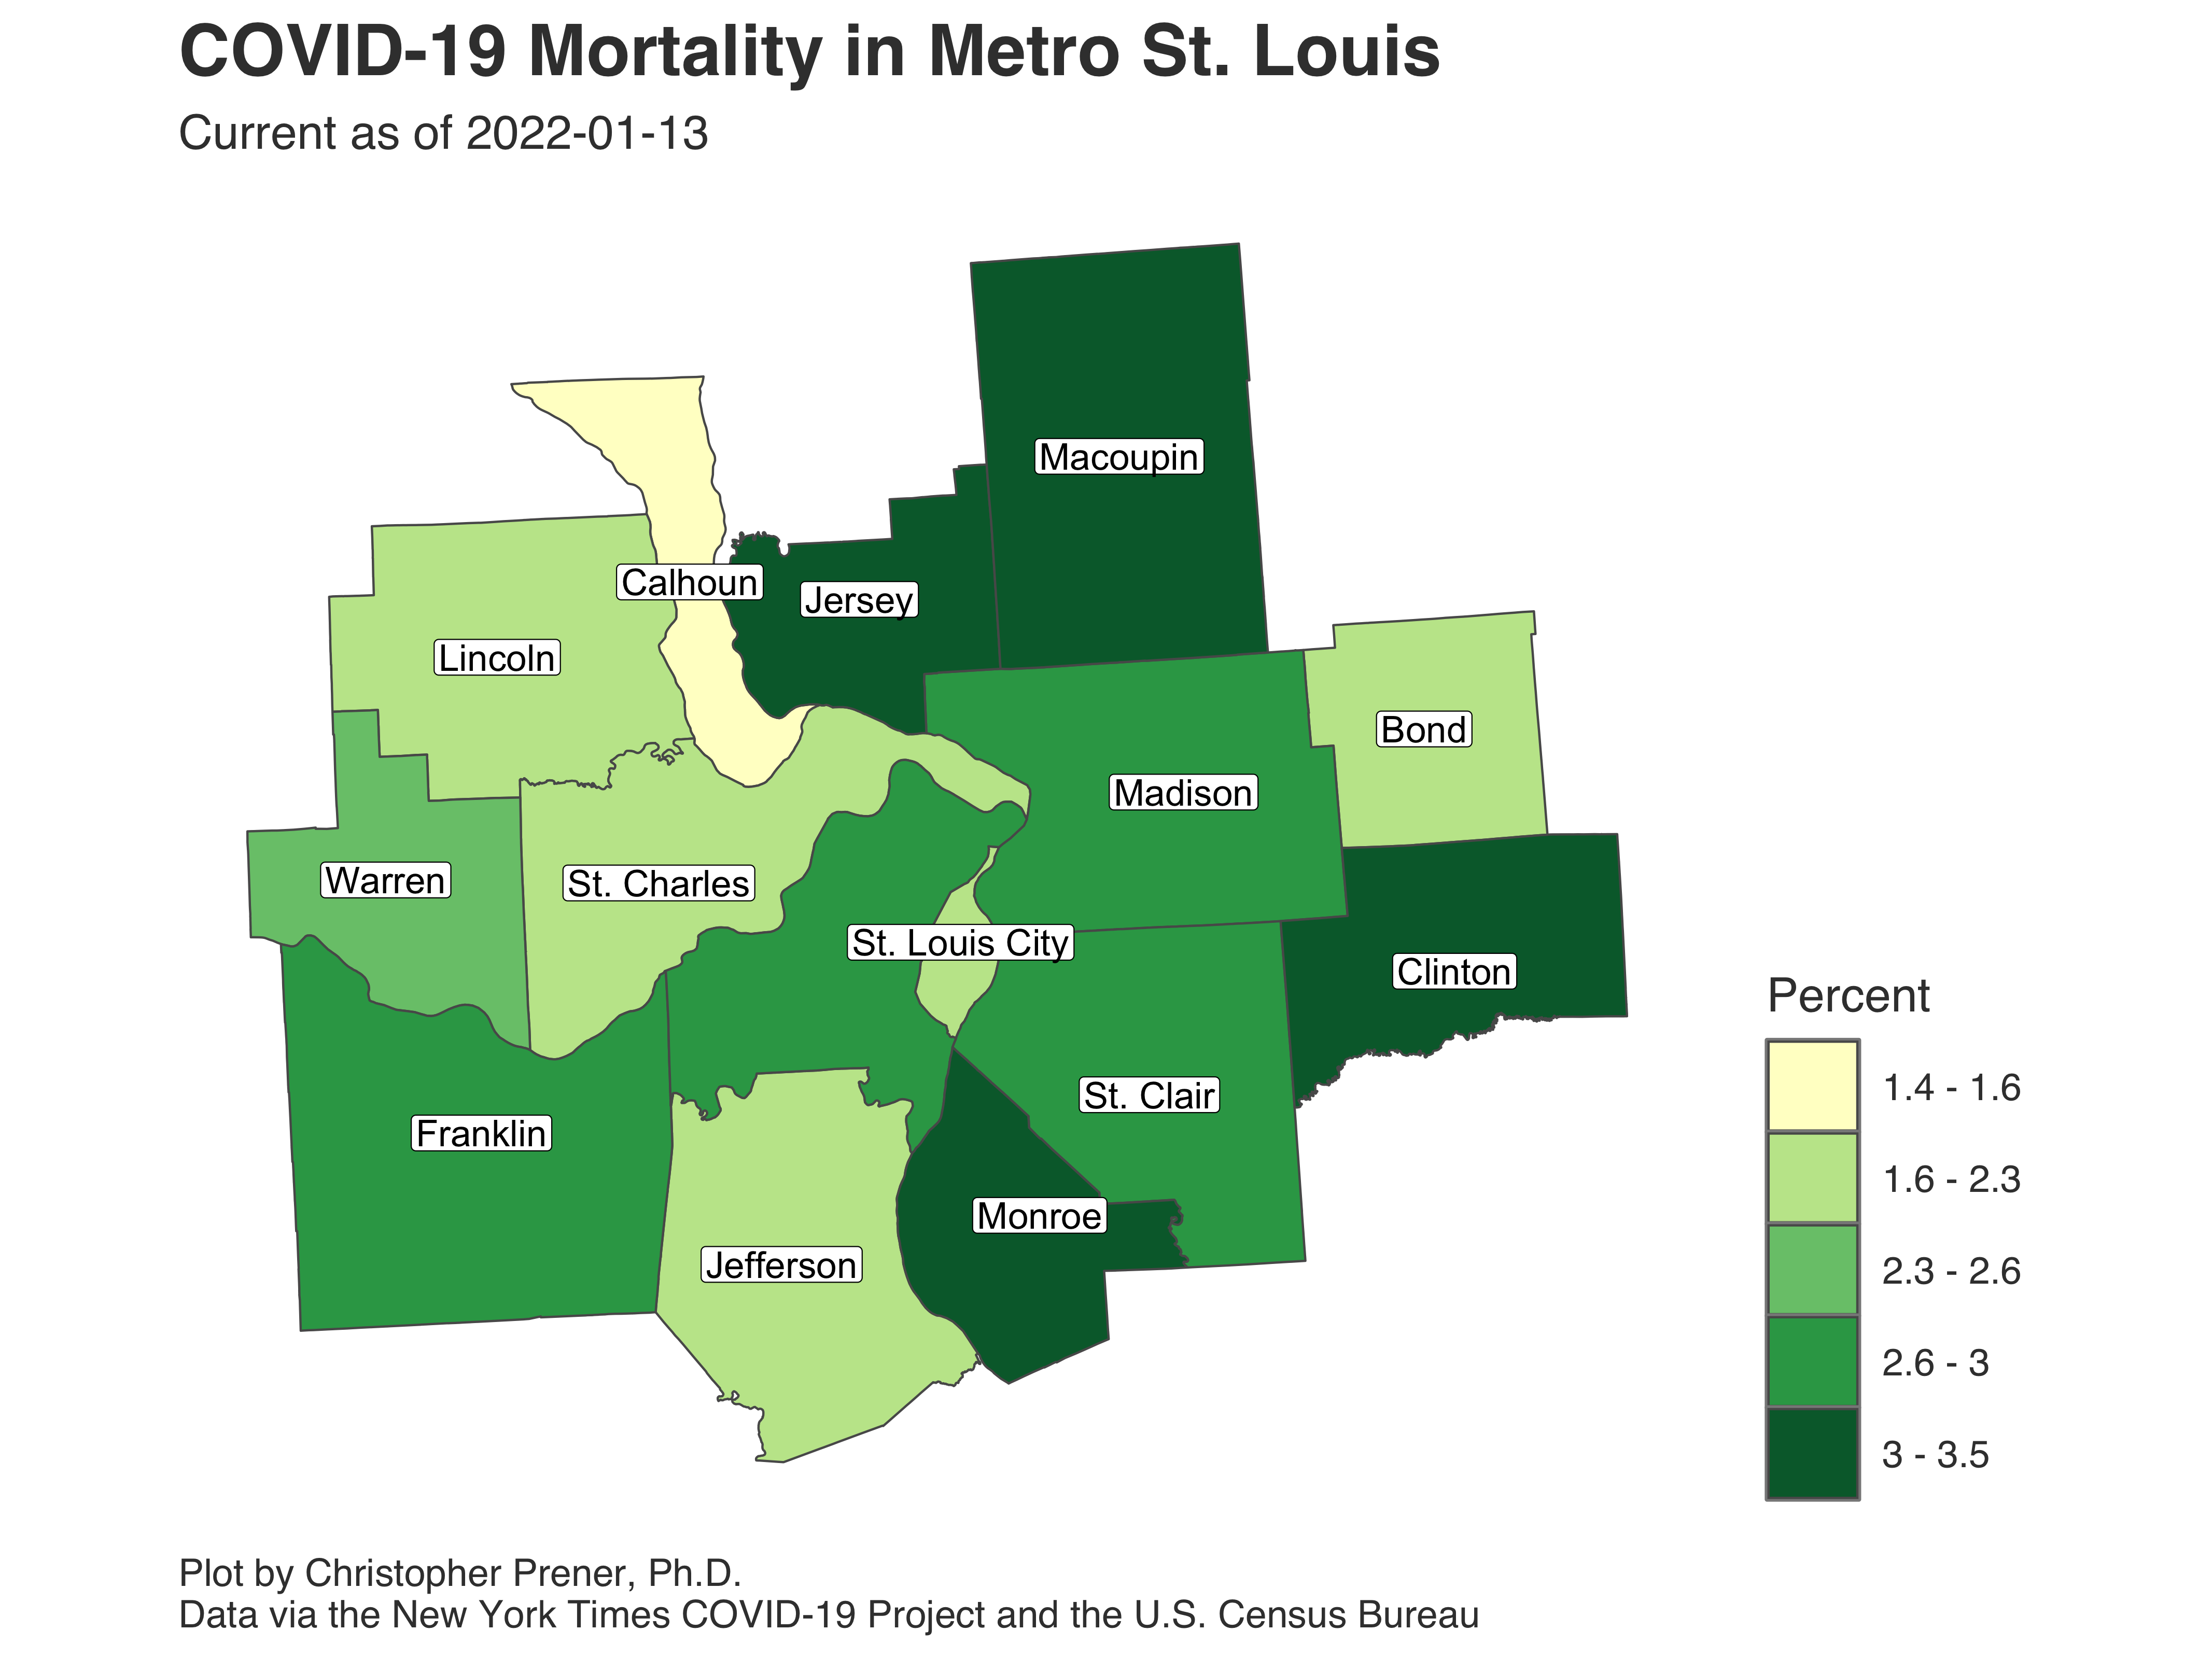 COVID-19 Mortality in Metro St. Louis
Current as of 2022-01-13
Macoupin
Calhoun
Jersey
Lincoln
Bond
Madison
Warren
St. Charles
St. Louis City
Clinton
St. Clair
Franklin
Monroe
Jefferson
Percent
1.4 - 1.6
1.6 - 2.3
2.3 - 2.6
2.6 - 3
3 - 3.5
Plot by Christopher Prener, Ph.D.
Data via the New York Times COVID-19 Project and the U.S. Census Bureau